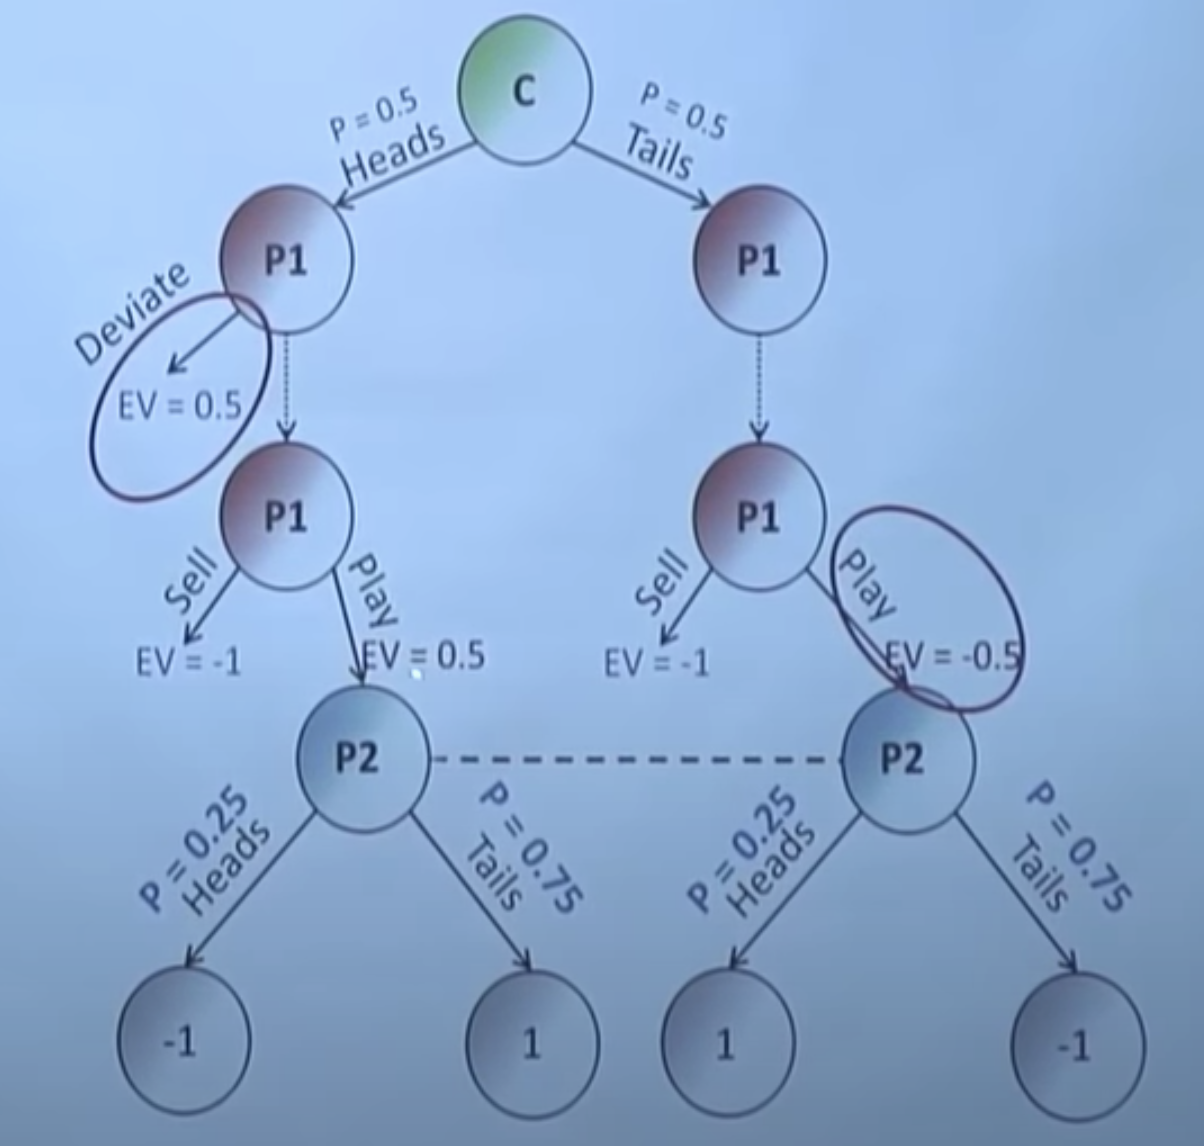 C
P = 0.5
Heads
P = 0.5
Tails
P1
P1
Deviate
EV = 0.5
P1
P1
Sell
Play
Sell
Play
EV = -1
EV = 0.5
EV = -1
EV = -0.5
P2
P2
P = 0.25
Heads
P = 0.75
Tails
P = 0.25
Heads
P = 0.75
Tails
-1
1
1
-1